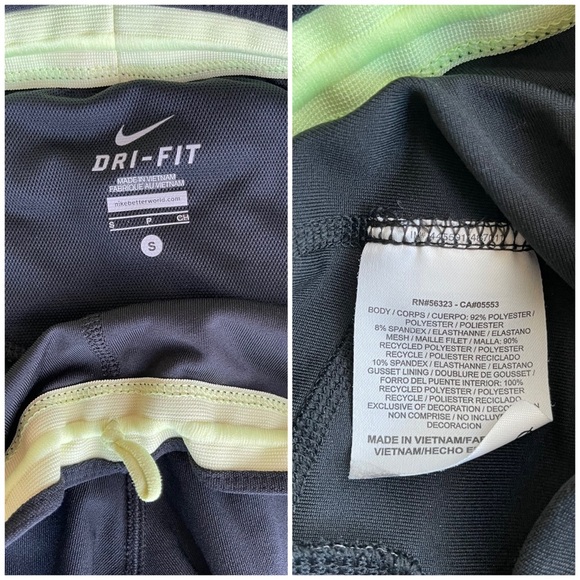 DRI-FIT
MADE IN VIETNAM
FABRIQUE AU VIETNAM
nikebetterworld.com
S P CH
S
RN#56323 - CA#05553
BODY / CORPS / CUERPO: 92% POLYESTER /
POLYESTER / POLIESTER
8% SPANDEX / ELASTHANNE / ELASTANO
MESH / MAILLE FILET / MALLA: 90%
RECYCLED POLYESTER / POLYESTER
RECYCLE / POLIESTER RECICLADO
10% SPANDEX / ELASTHANNE / ELASTANO
GUSSET LINING / DOUBLURE DE GOUSSET /
FORRO DEL PUENTE INTERIOR: 100%
RECYCLED POLYESTER / POLYESTER
RECYCLE / POLIESTER RECICLADO
EXCLUSIVE OF DECORATION / DECORATION
NON COMPRISE / NO INCLUY
DECORACION
MADE IN VIETNAM/FA
VIETNAM/HECHO E